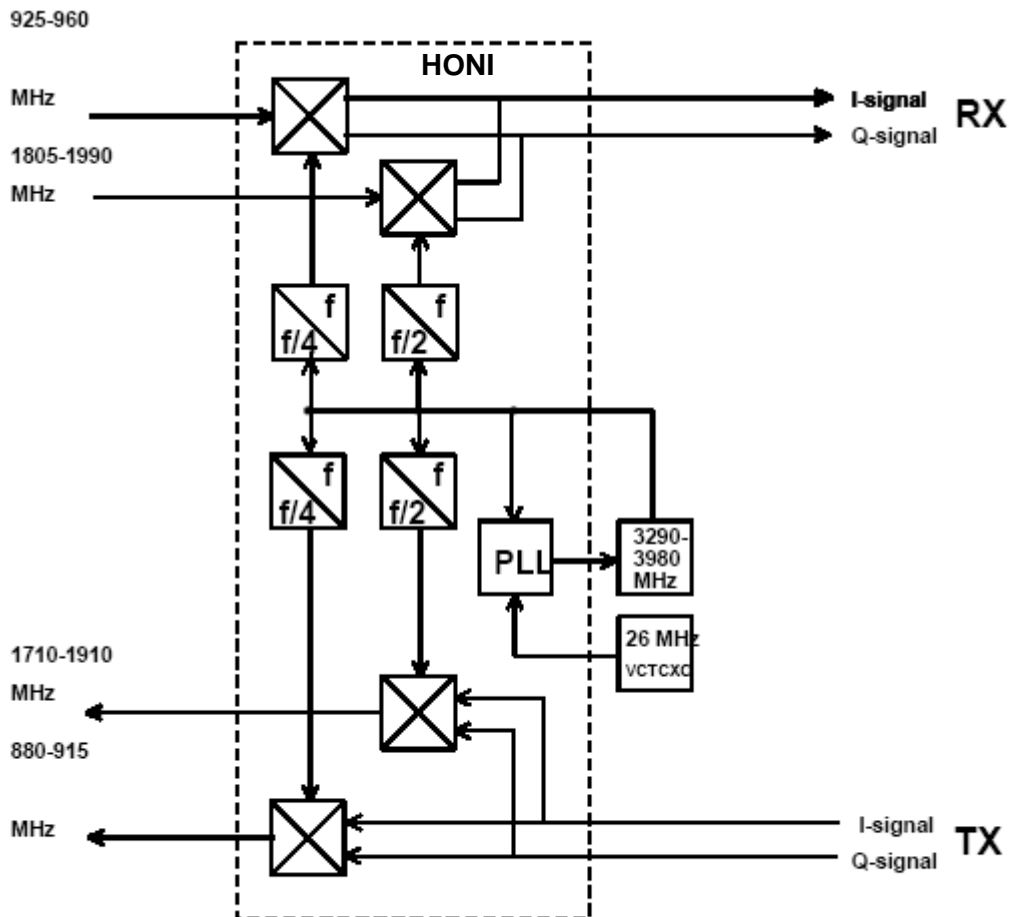 925-960
HONI
MHz
I-signal
RX
Q-signal
1805-1990
MHz
f
f/4
f
f/2
f
f/4
f
f/2
PLL
3290-
3980
MHz
26 MHz
VCTCXO
1710-1910
MHz
880-915
MHz
I-signal
TX
Q-signal